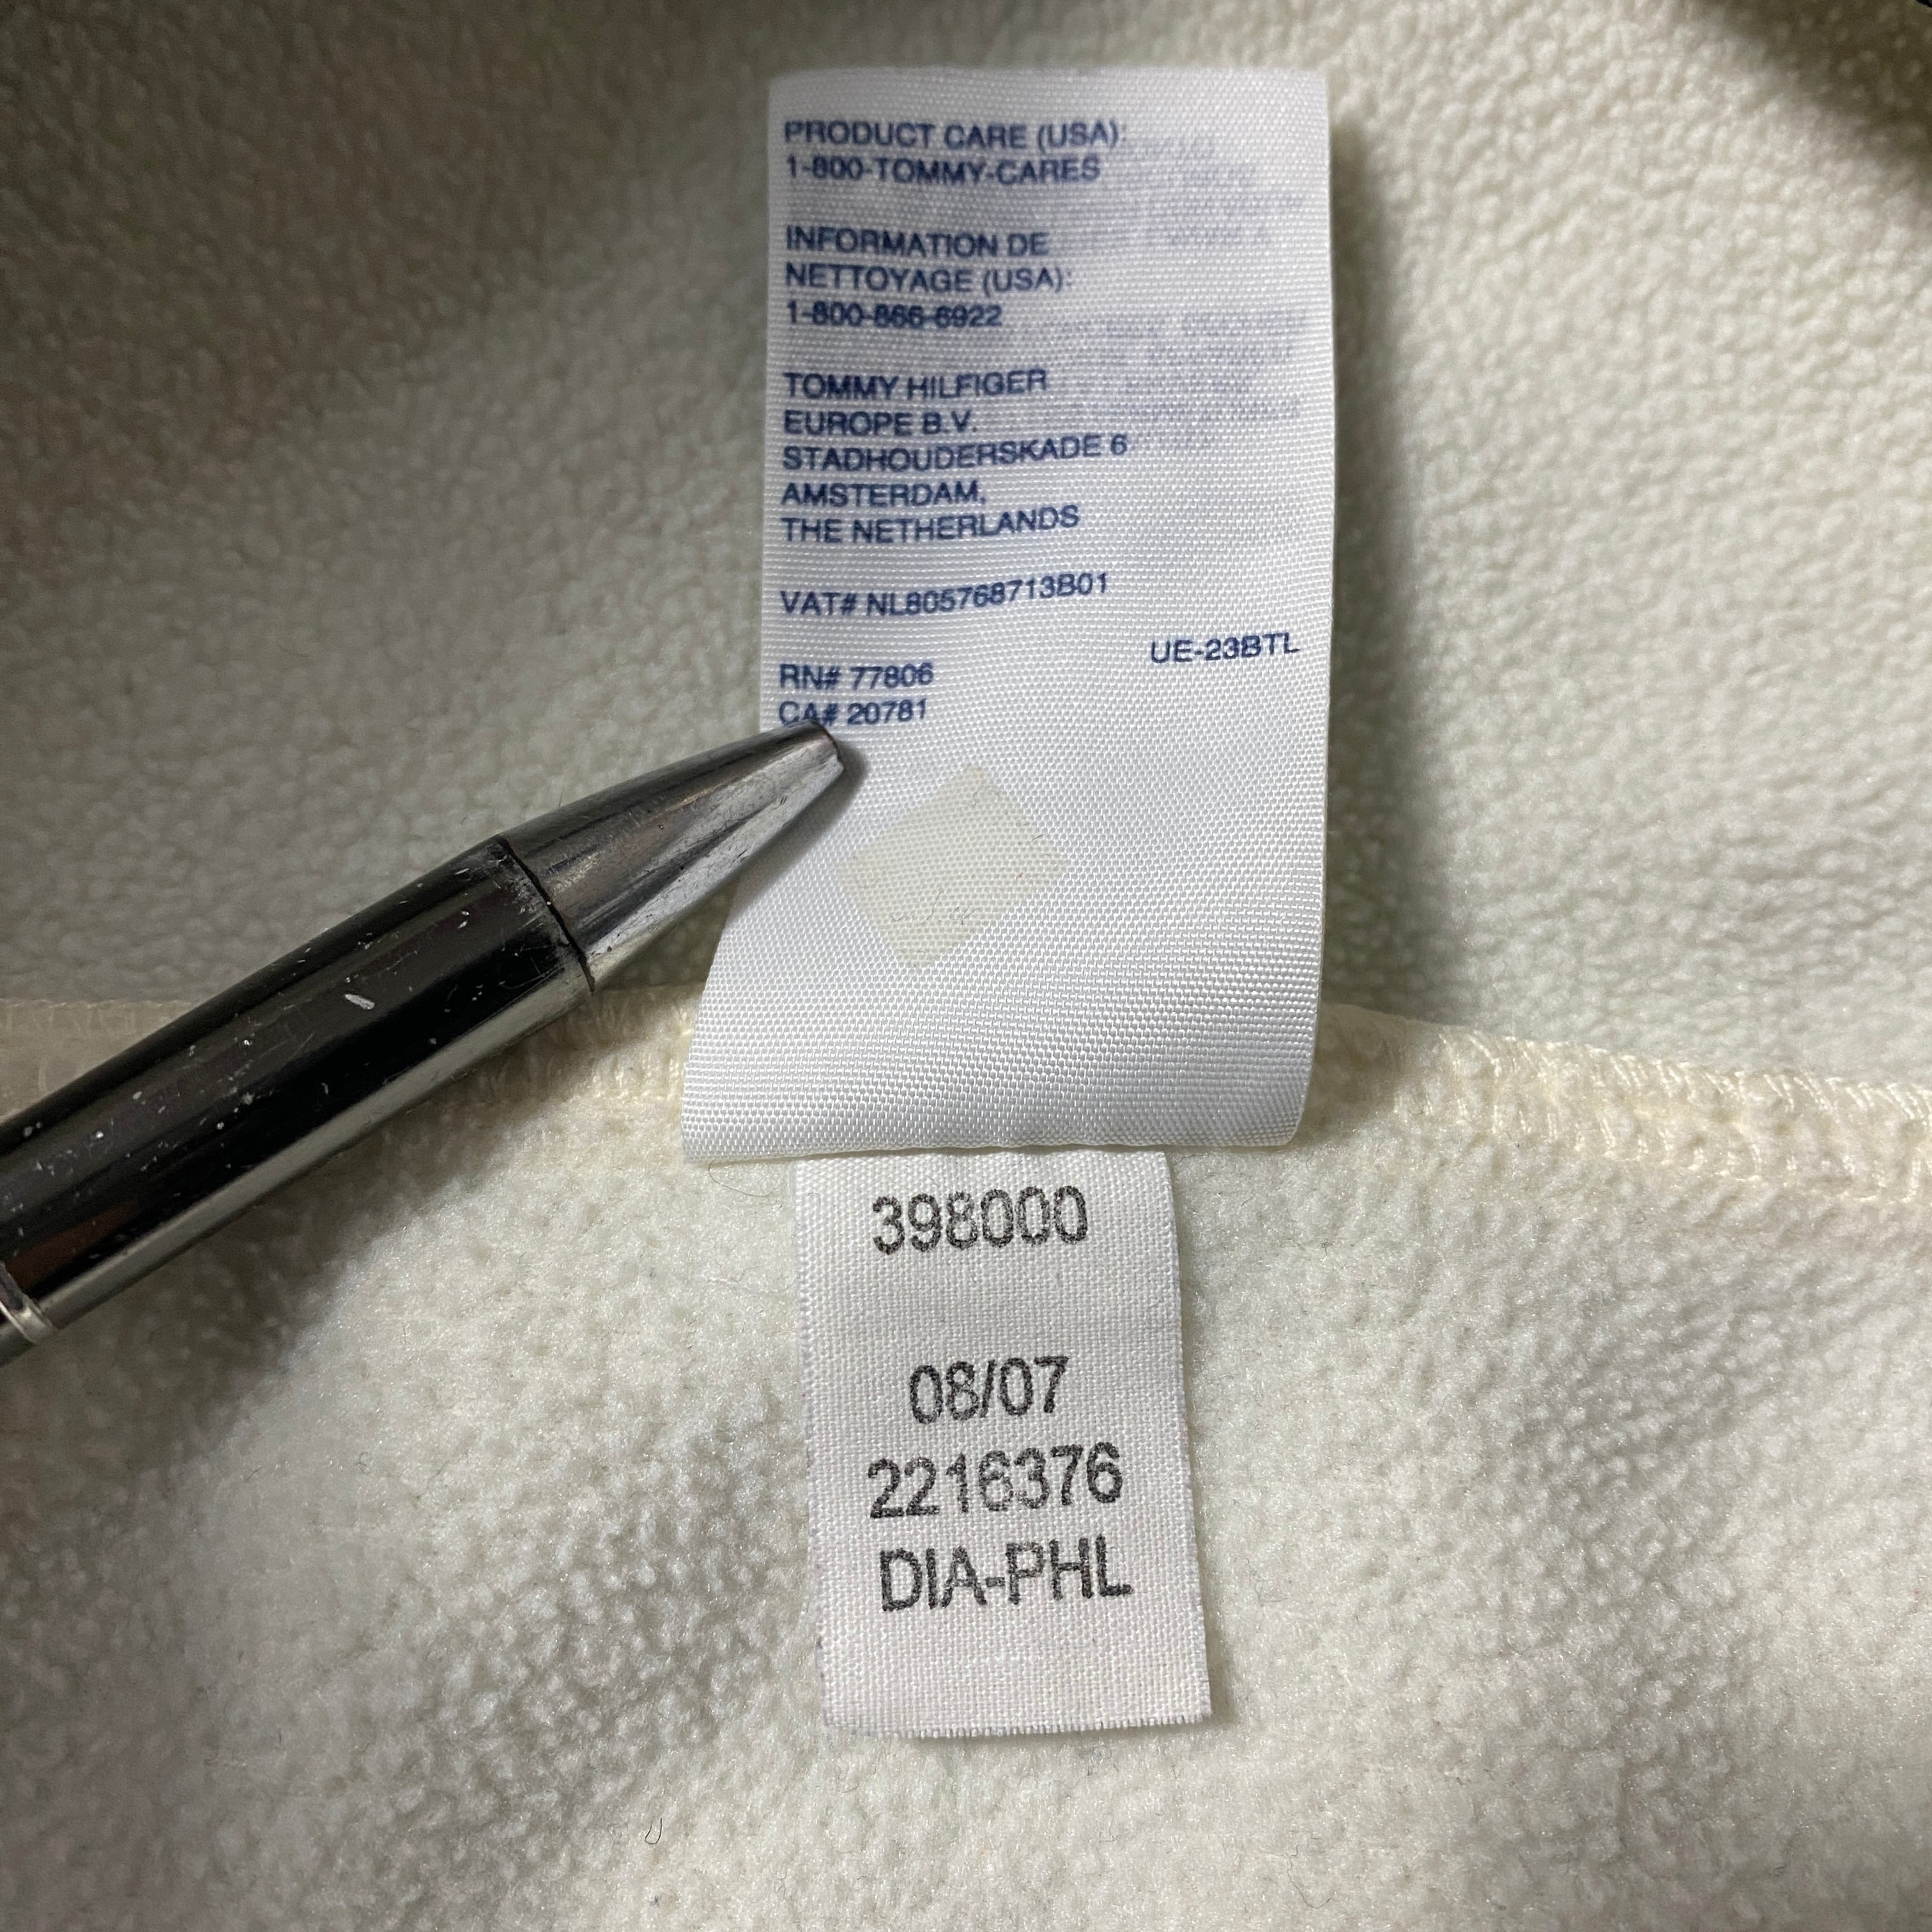 PRODUCT CARE (USA):
1-800-TOMMY-CARES
INFORMATION DE
NETTOYAGE (USA):
1-800-866-6922
TOMMY HILFIGER
EUROPE B.V.
STADHOUDERSKADE 6
AMSTERDAM,
THE NETHERLANDS
VAT# NL805768713B01
UE-23BTL
RN# 77806
CA# 20781
398000
08/07
2216376
DIA-PHL